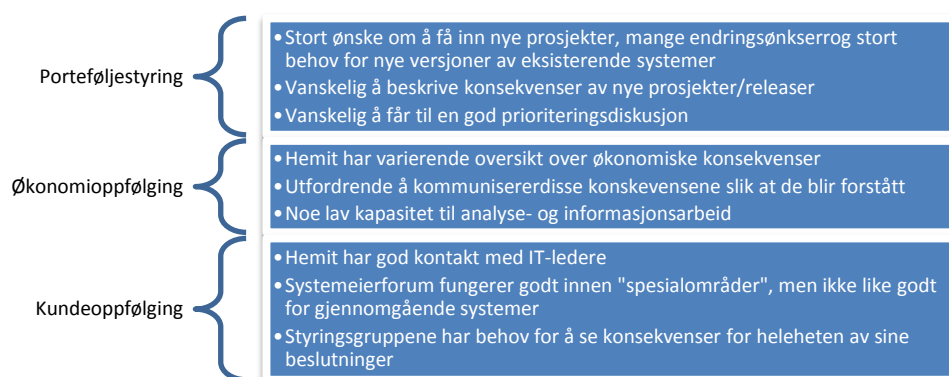 Porteføljestyring
• Stort ønske om å få inn nye prosjekter, mange endringsønkserrog stort
behov for nye versjoner av eksisterende systemer
• Vanskelig å beskrive konsekvenser av nye prosjekter/releaser
• Vanskelig å får til en god prioriteringsdiskusjon
Økonomioppfølging
• Hemit har varierende oversikt over økonomiske konsekvenser
• Utfordrende å kommunisererdisse konskevensene slik at de blir forstått
• Noe lav kapasitet til analyse- og informasjonsarbeid
Kundeoppfølging
• Hemit har god kontakt med IT-ledere
• Systemeierforum fungerer godt innen "spesialområder", men ikke like godt
for gjennomgående systemer
• Styringsgruppene har behov for å se konsekvenser for heleheten av sine
beslutninger